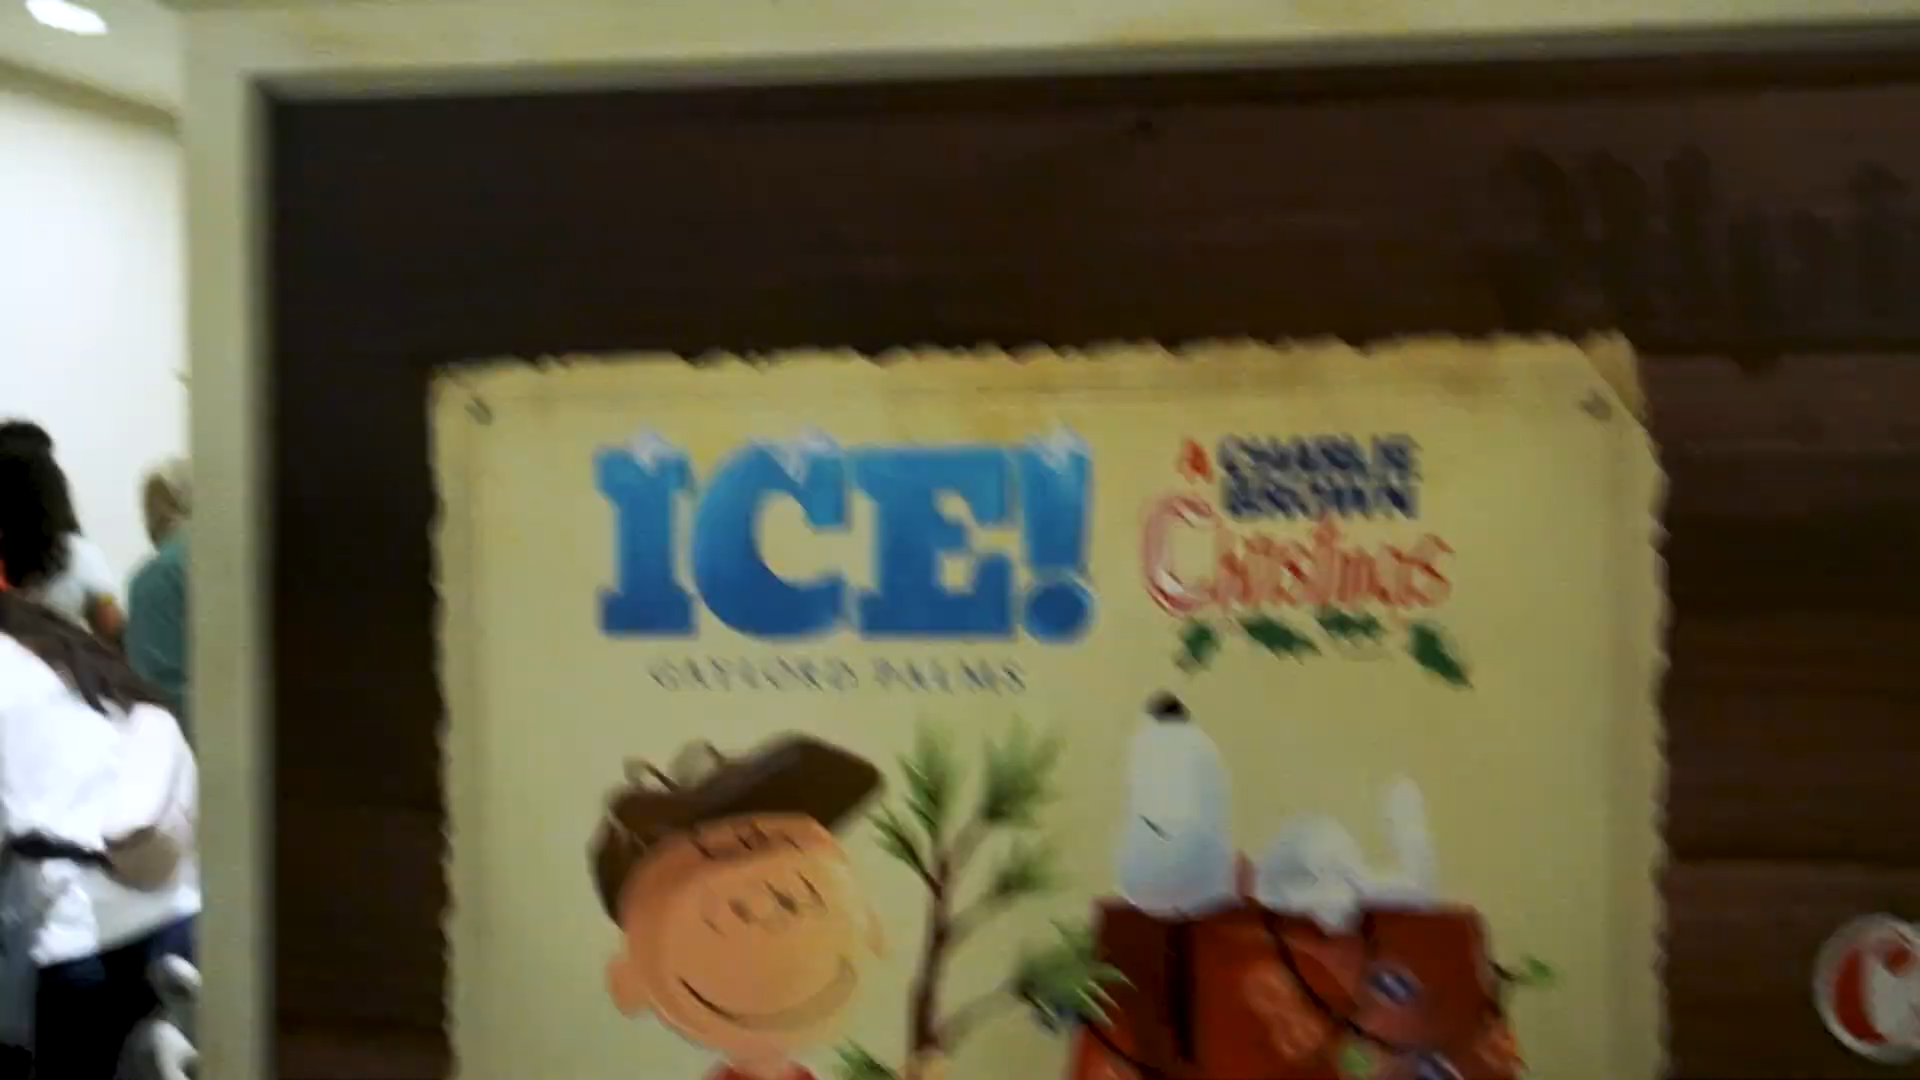 ICE!
GAYLORD PALMS
A CHARLIE
BROWN
Christmas